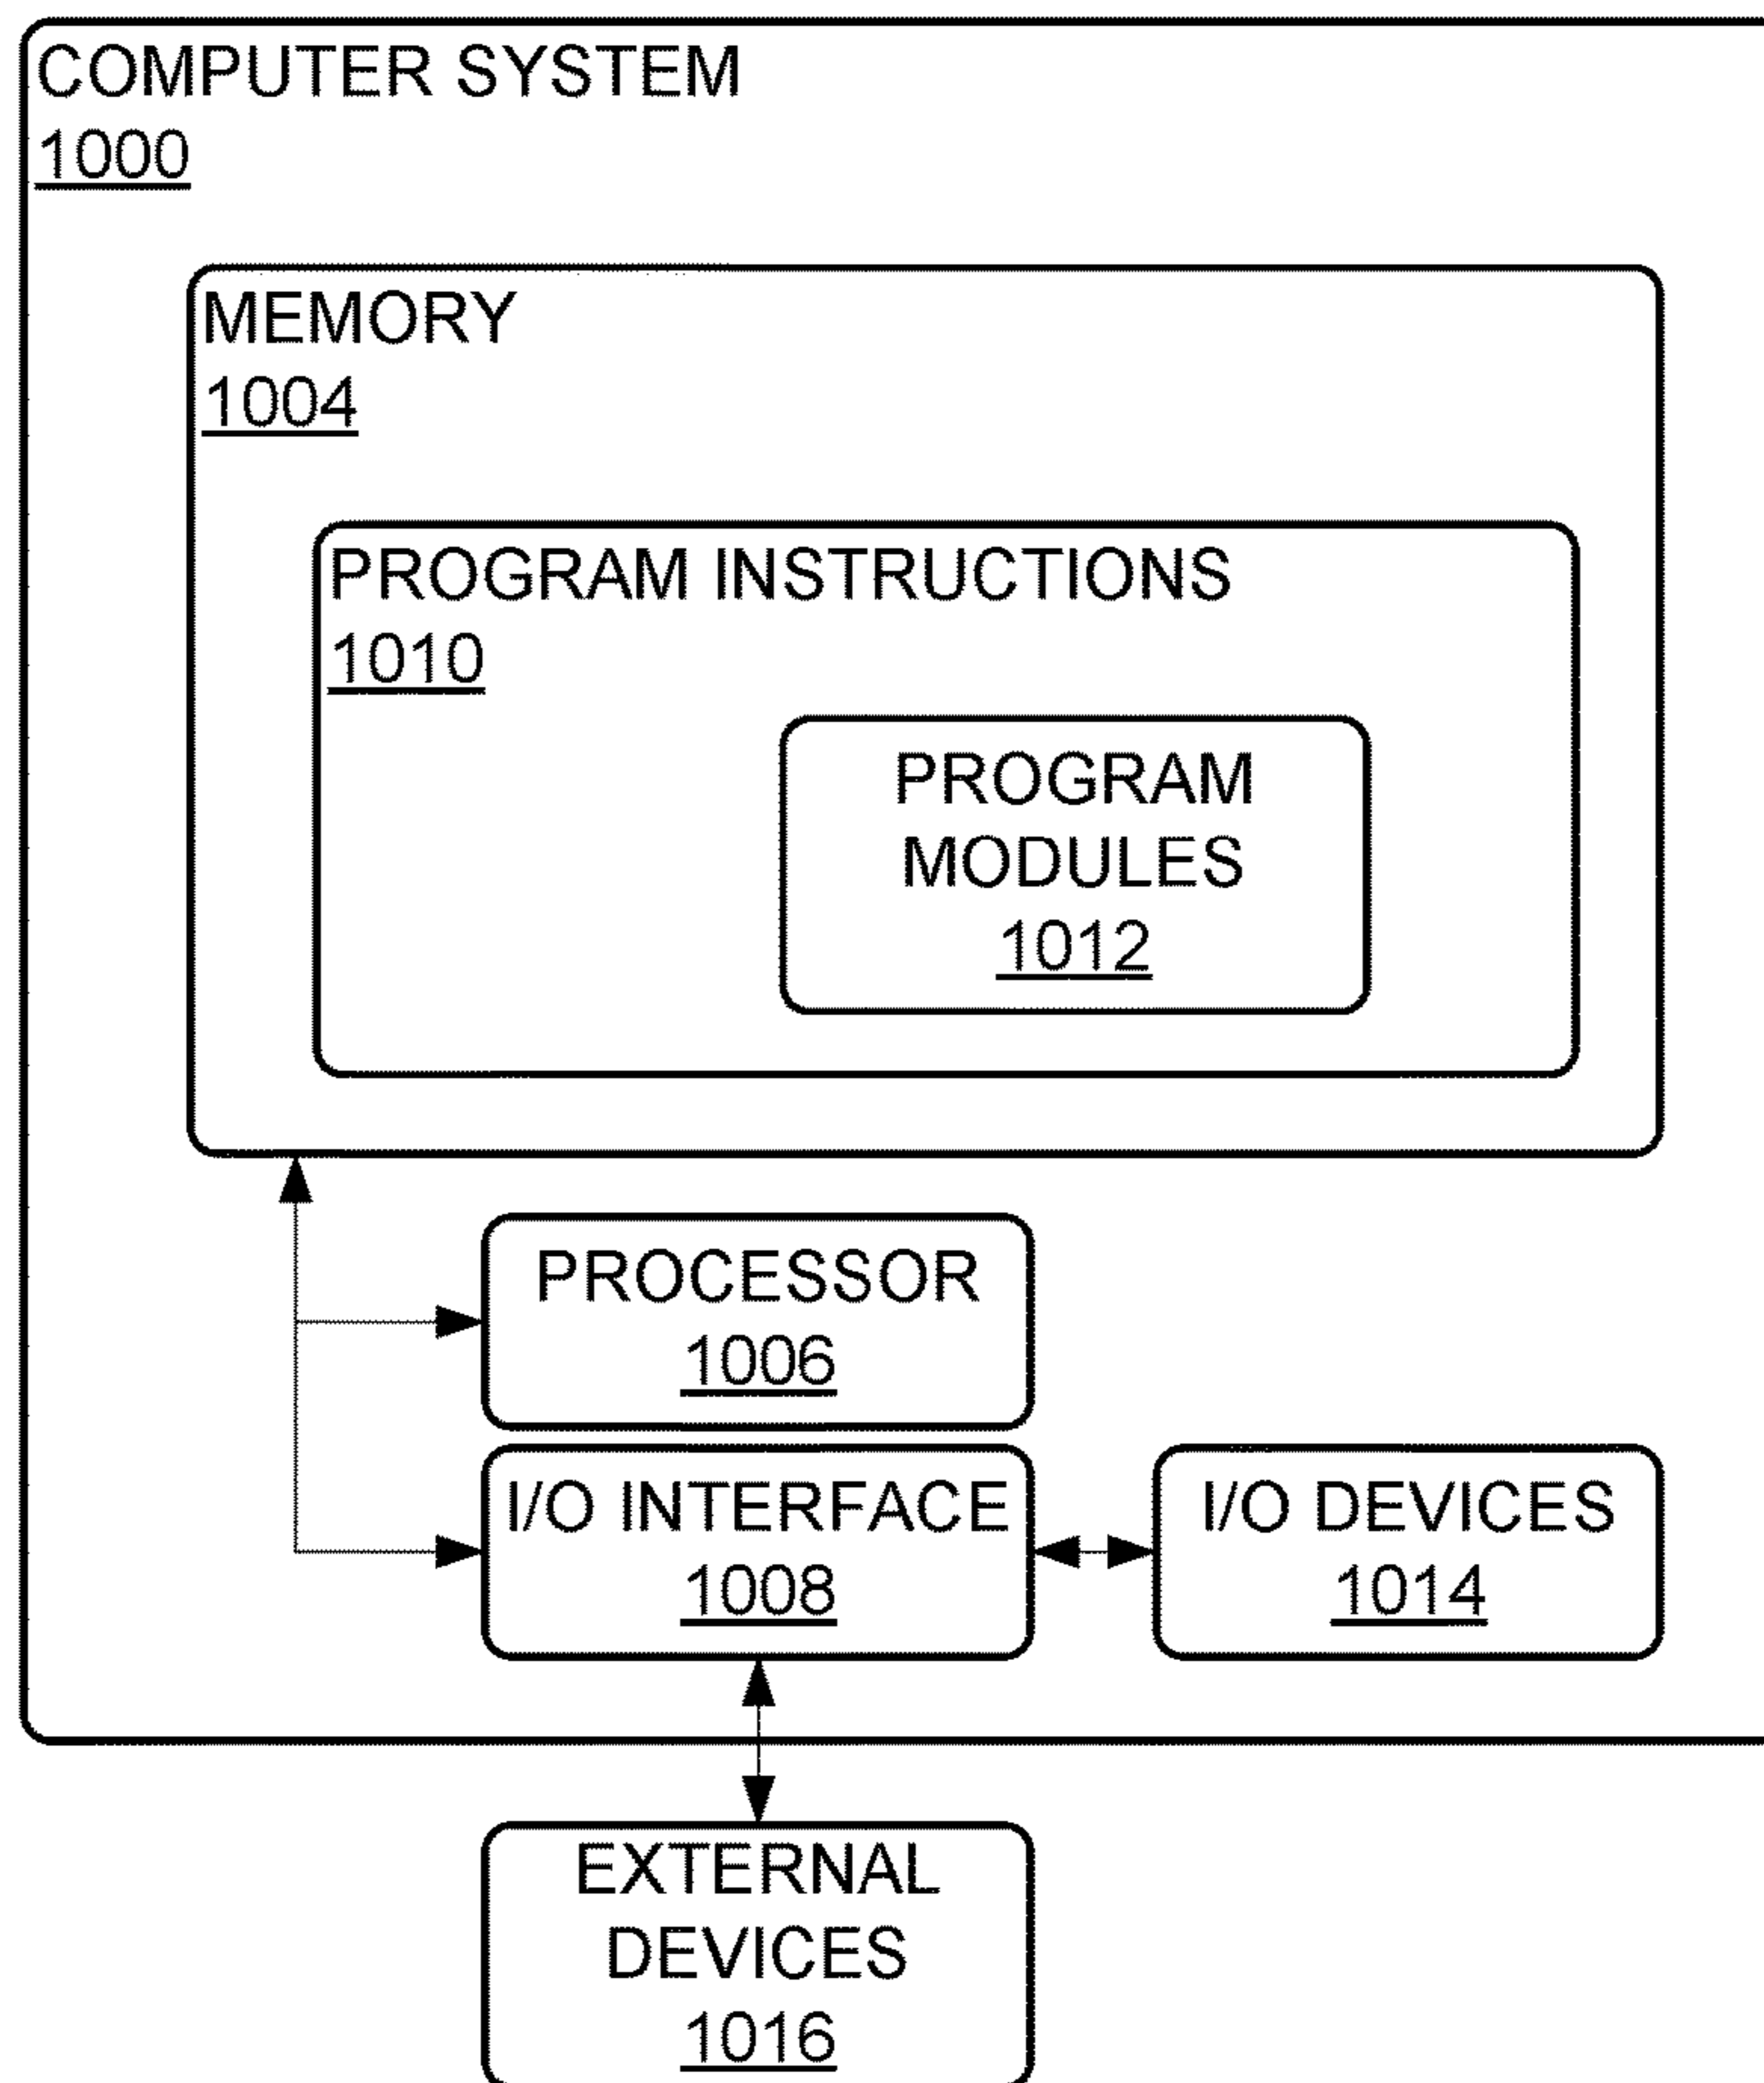 COMPUTER SYSTEM
1000
MEMORY
1004
PROGRAM INSTRUCTIONS
1010
PROGRAM
MODULES
1012
PROCESSOR
1006
I/O INTERFACE
1008
I/O DEVICES
1014
EXTERNAL
DEVICES
1016